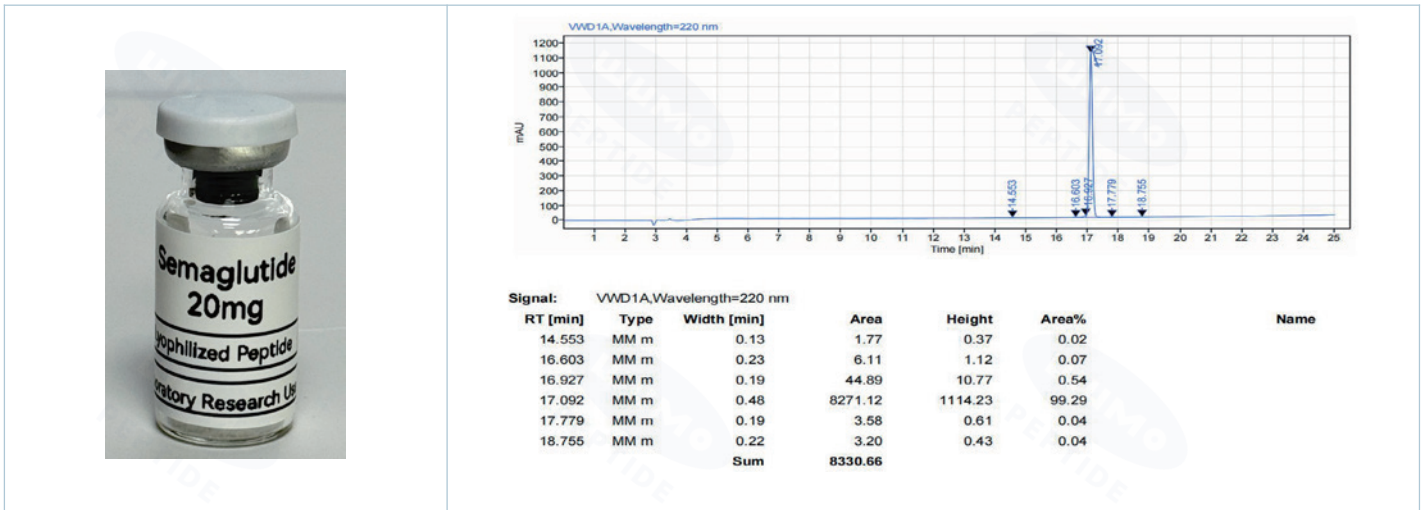 Semaglutide
20mg
yophilized Peptide
oratory Research Us
VWD1A,Wavelength=220 nm
1200
1100
1000
900
800
700
600
500
400
300
200
100
0
mAU
14.553
16.603
16.927
17.092
17.779
18.755
1 2 3 4 5 6 7 8 9 10 11 12 13 14 15 16 17 18 19 20 21 22 23 24 25
Time [min]
Signal: VWD1A,Wavelength=220 nm
RT [min] Type Width [min] Area Height Area% Name
14.553 MM m 0.13 1.77 0.37 0.02
16.603 MM m 0.23 6.11 1.12 0.07
16.927 MM m 0.19 44.89 10.77 0.54
17.092 MM m 0.48 8271.12 1114.23 99.29
17.779 MM m 0.19 3.58 0.61 0.04
18.755 MM m 0.22 3.20 0.43 0.04
Sum 8330.66
PEPTIDE